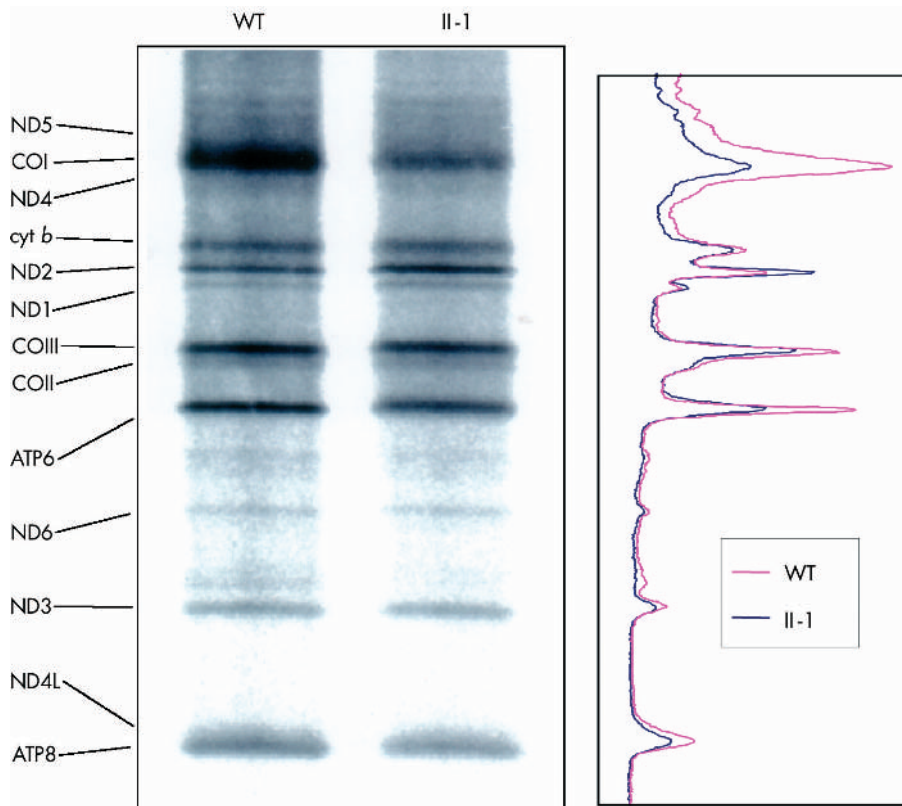 WT II-1
ND5
COI
ND4
cyt b
ND2
ND1
COIII
COII
ATP6
ND6
ND3
ND4L
ATP8
WT
II-1